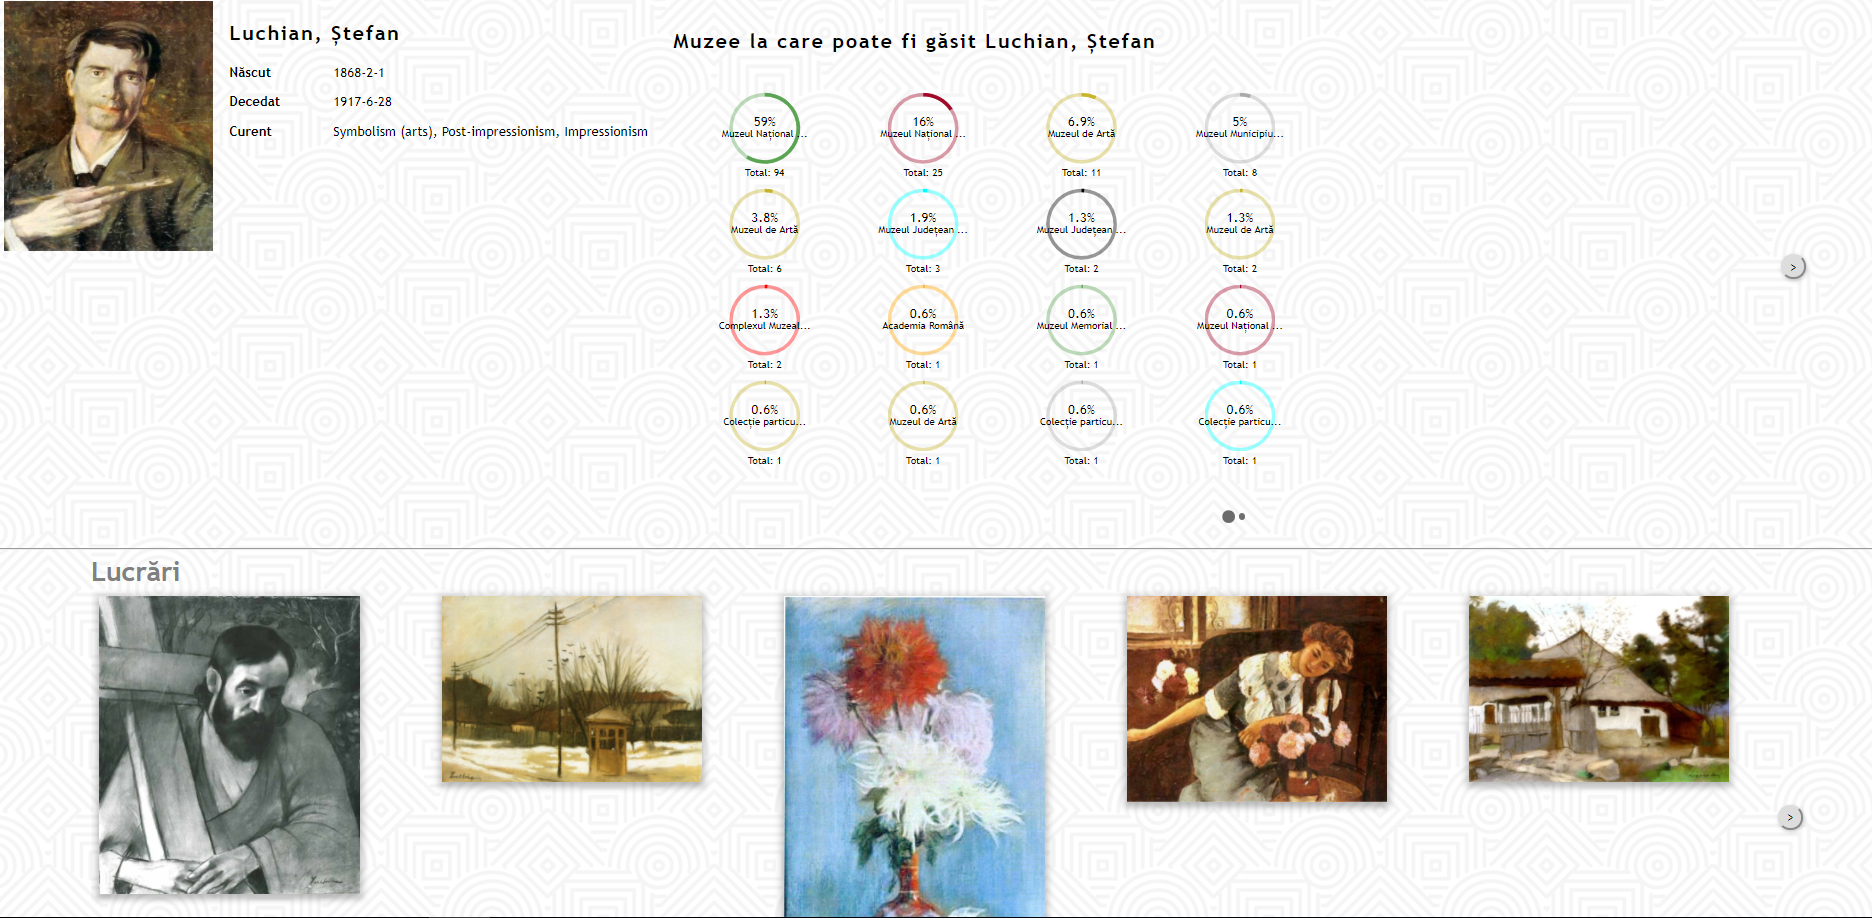 Luchian, Ștefan
Născut 1868-2-1
Decedat 1917-6-28
Curent Symbolism (arts), Post-impressionism, Impressionism
Muzee la care poate fi găsit Luchian, Ștefan
59%
Muzeul Național ...
Total: 94
16%
Muzeul Național ...
Total: 25
6.9%
Muzeul de Artă
Total: 11
5%
Muzeul Municipiu...
Total: 8
3.8%
Muzeul de Artă
Total: 6
1.9%
Muzeul Județean ...
Total: 3
1.3%
Muzeul Județean ...
Total: 2
1.3%
Muzeul de Artă
Total: 2
1.3%
Complexul Muzeal...
Total: 2
0.6%
Academia Română
Total: 1
0.6%
Muzeul Memorial ...
Total: 1
0.6%
Muzeul Național ...
Total: 1
0.6%
Colecție particu...
Total: 1
0.6%
Muzeul de Artă
Total: 1
0.6%
Colecție particu...
Total: 1
0.6%
Colecție particu...
Total: 1
>
Lucrări
>